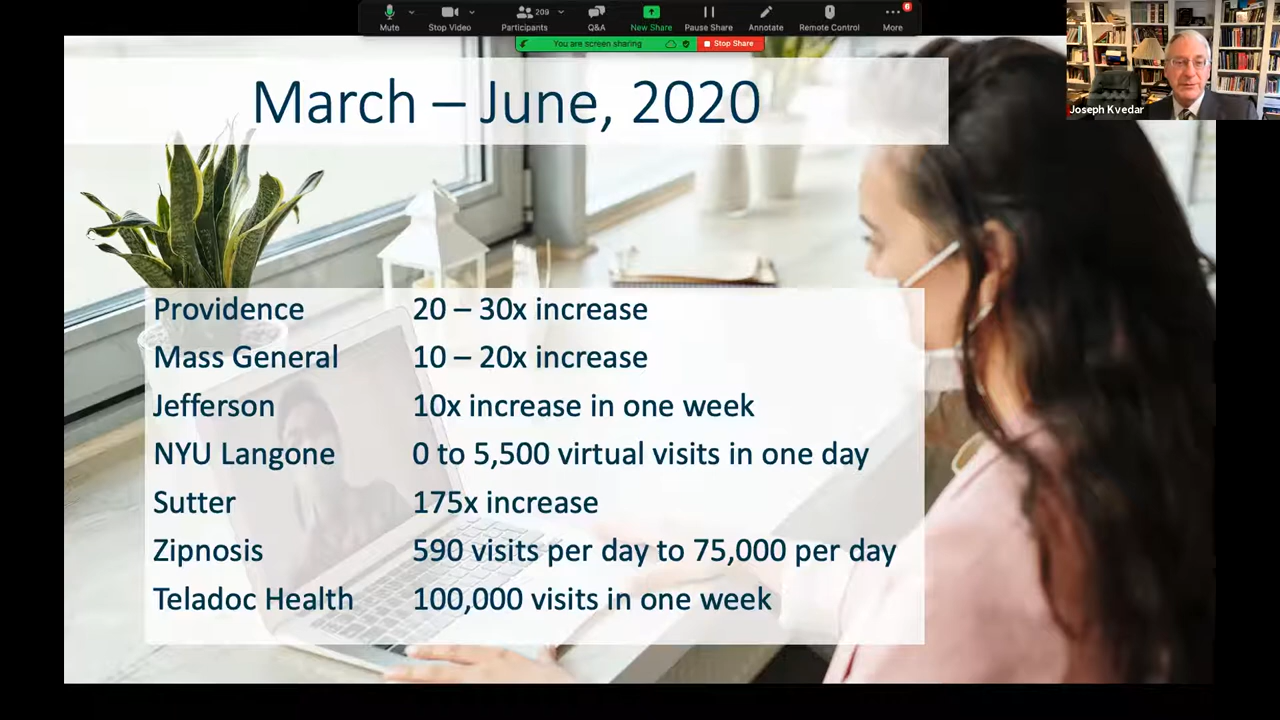 209
6
Mute
Stop Video
Participants
Q&A
New Share
Pause Share
Annotate
Remote Control
More
You are screen sharing
Stop Share
Joseph Kvedar
March – June, 2020
Providence 20 – 30x increase
Mass General 10 – 20x increase
Jefferson 10x increase in one week
NYU Langone 0 to 5,500 virtual visits in one day
Sutter 175x increase
Zipnosis 590 visits per day to 75,000 per day
Teladoc Health 100,000 visits in one week